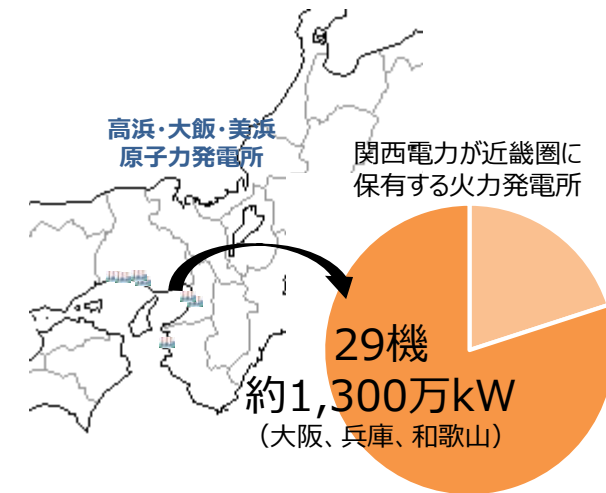 高浜・大飯・美浜
原子力発電所
関西電力が近畿圏に
保有する火力発電所
29機
約1,300万kW
（大阪、兵庫、和歌山）